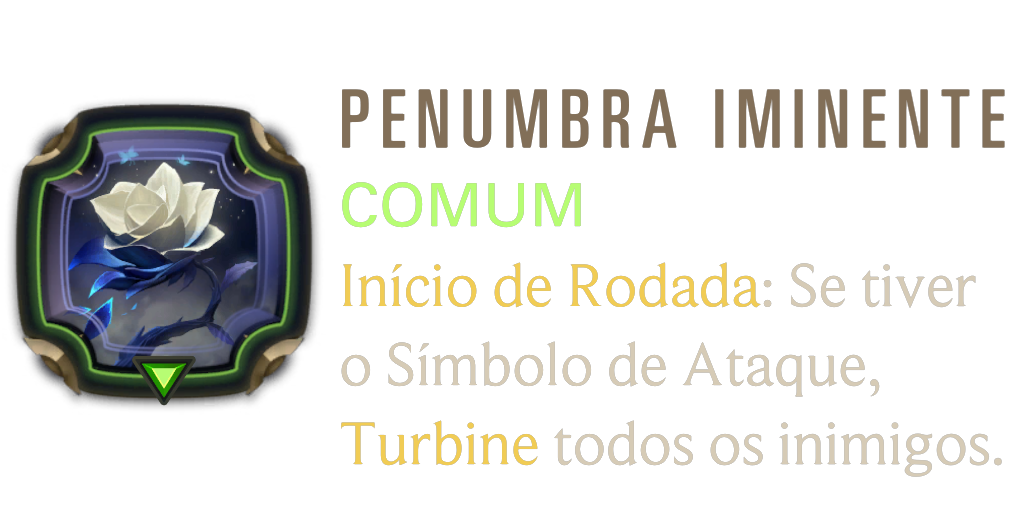 PENUMBRA IMINENTE
COMUM
Início de Rodada: Se tiver
o Símbolo de Ataque,
Turbine todos os inimigos.